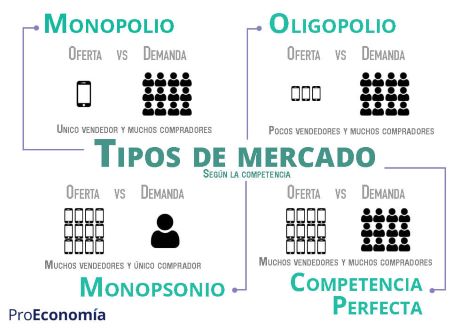 MONOPOLIO
OFERTA VS DEMANDA
ÚNICO VENDEDOR Y MUCHOS COMPRADORES
OLIGOPOLIO
OFERTA VS DEMANDA
POCOS VENDEDORES Y MUCHOS COMPRADORES
TIPOS DE MERCADO
SEGÚN LA COMPETENCIA
OFERTA VS DEMANDA
MUCHOS VENDEDORES Y ÚNICO COMPRADOR
MONOPSONIO
OFERTA VS DEMANDA
MUCHOS VENDEDORES Y MUCHOS COMPRADORES
COMPETENCIA
PERFECTA
ProEconomía